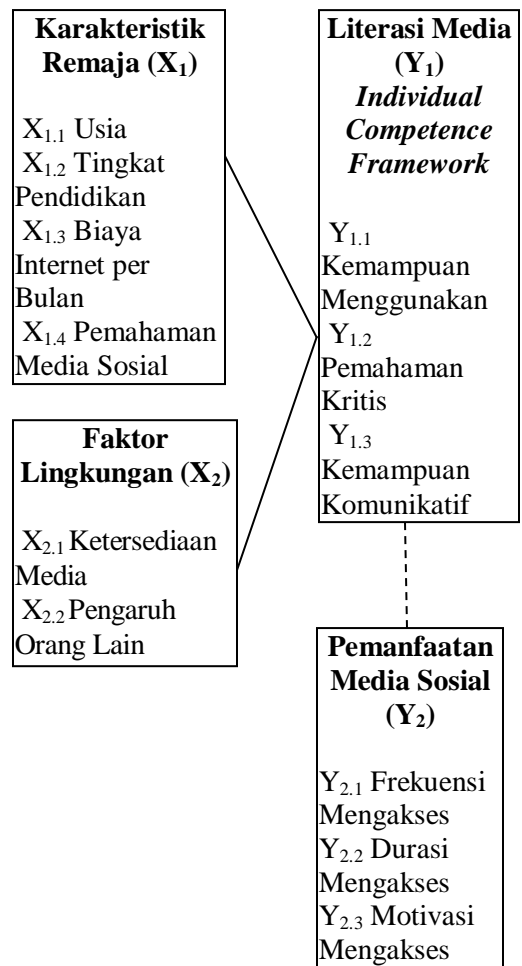 Karakteristik
Remaja (X₁)
X₁.₁ Usia
X₁.₂ Tingkat
Pendidikan
X₁.₃ Biaya
Internet per
Bulan
X₁.₄ Pemahaman
Media Sosial
Faktor
Lingkungan (X₂)
X₂.₁ Ketersediaan
Media
X₂.₂ Pengaruh
Orang Lain
Literasi Media
(Y₁)
Individual
Competence
Framework
Y₁.₁
Kemampuan
Menggunakan
Y₁.₂
Pemahaman
Kritis
Y₁.₃
Kemampuan
Komunikatif
Pemanfaatan
Media Sosial
(Y₂)
Y₂.₁ Frekuensi
Mengakses
Y₂.₂ Durasi
Mengakses
Y₂.₃ Motivasi
Mengakses